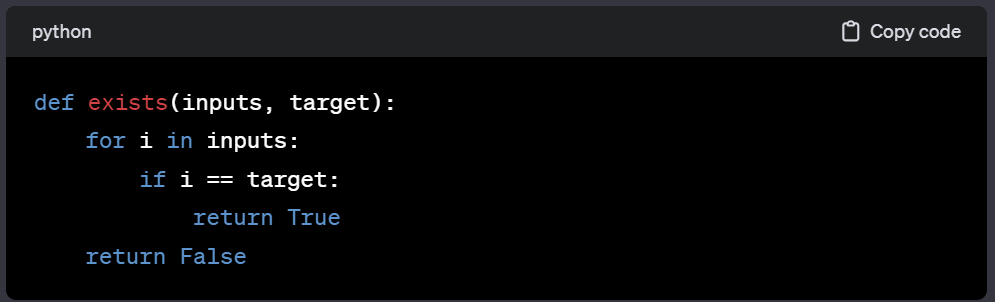 python
Copy code
def exists(inputs, target):
    for i in inputs:
        if i == target:
            return True
    return False